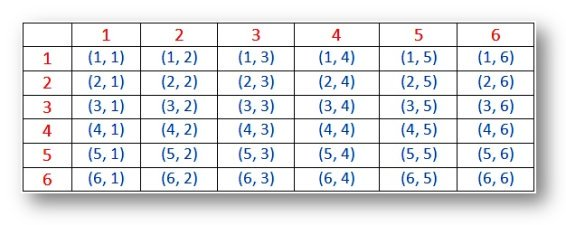 1 2 3 4 5 6
1 (1, 1) (1, 2) (1, 3) (1, 4) (1, 5) (1, 6)
2 (2, 1) (2, 2) (2, 3) (2, 4) (2, 5) (2, 6)
3 (3, 1) (3, 2) (3, 3) (3, 4) (3, 5) (3, 6)
4 (4, 1) (4, 2) (4, 3) (4, 4) (4, 5) (4, 6)
5 (5, 1) (5, 2) (5, 3) (5, 4) (5, 5) (5, 6)
6 (6, 1) (6, 2) (6, 3) (6, 4) (6, 5) (6, 6)